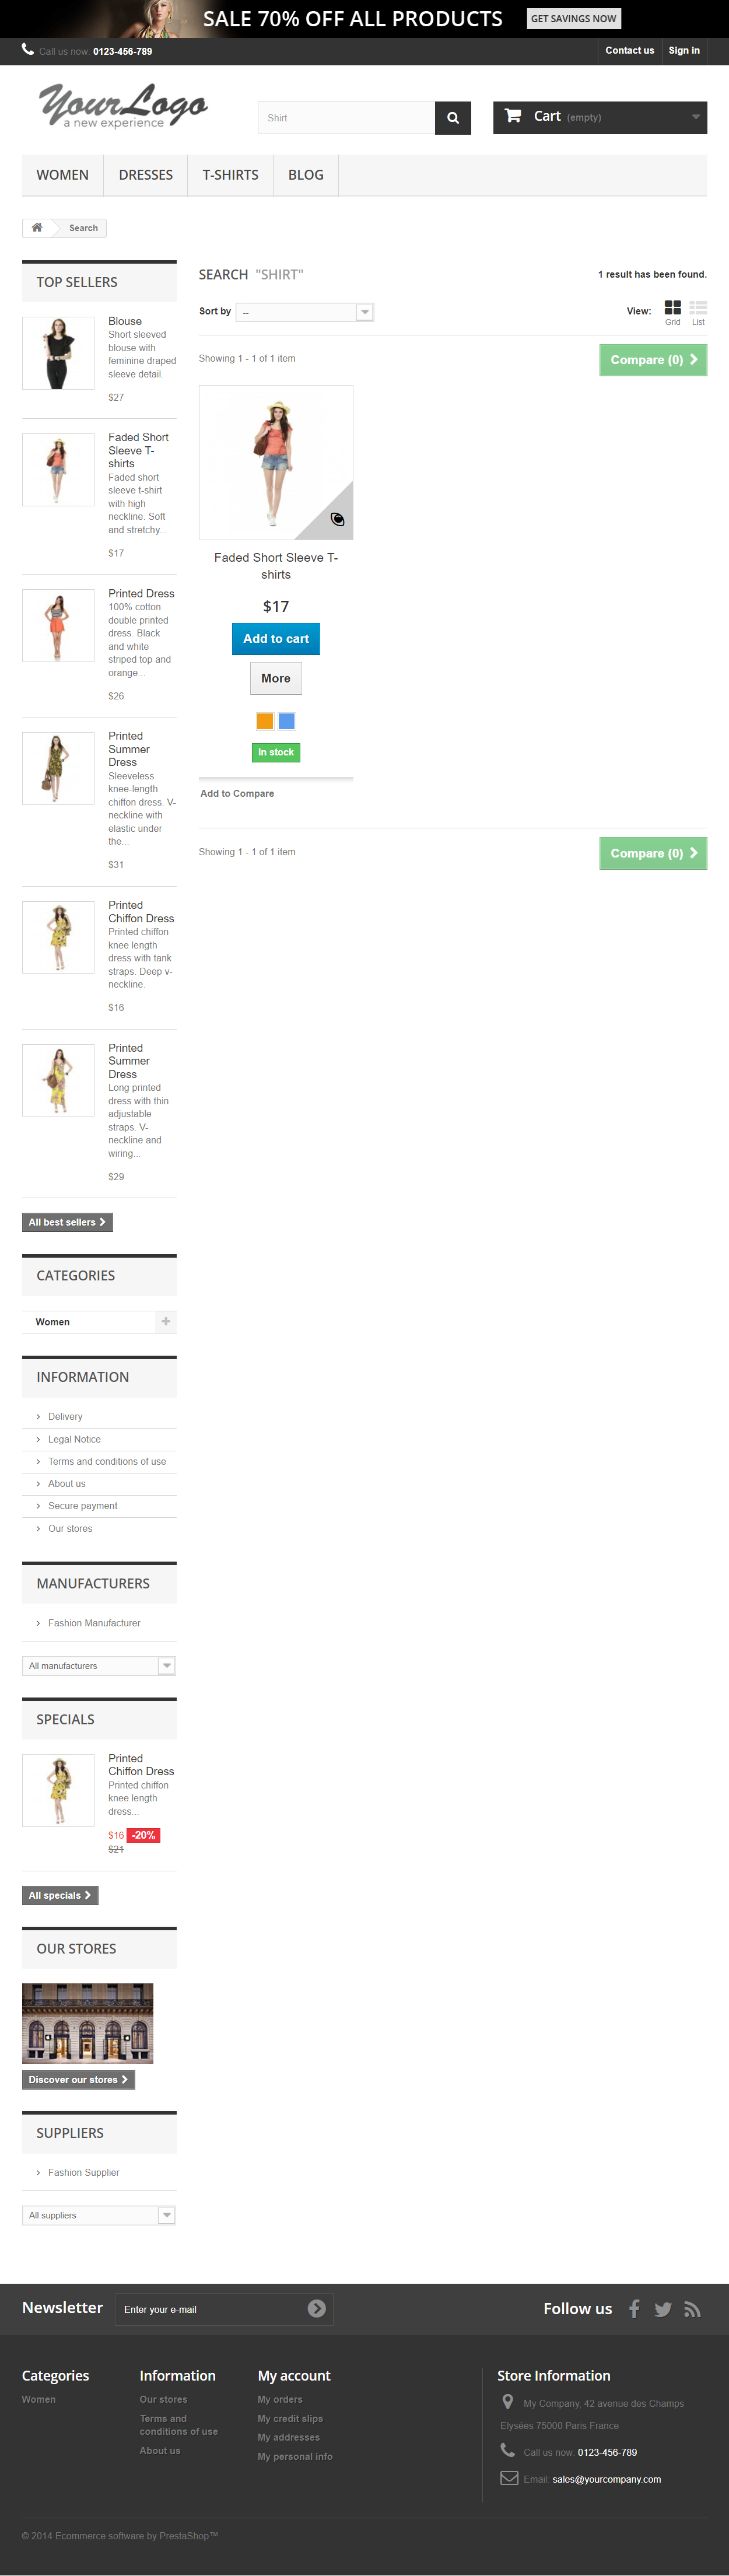 SALE 70% OFF ALL PRODUCTS
GET SAVINGS NOW
Call us now: 0123-456-789
Contact us
Sign in
YourLogo
a new experience
Shirt
Cart (empty)
WOMEN
DRESSES
T-SHIRTS
BLOG
Search
TOP SELLERS
Blouse
Short sleeved
blouse with
feminine draped
sleeve detail.
$27
Faded Short
Sleeve T-
shirts
Faded short
sleeve t-shirt
with high
neckline. Soft
and stretchy...
$17
Printed Dress
100% cotton
double printed
dress. Black
and white
striped top and
orange...
$26
Printed
Summer
Dress
Sleeveless
knee-length
chiffon dress. V-
neckline with
elastic under
the...
$31
Printed
Chiffon Dress
Printed chiffon
knee length
dress with tank
straps. Deep v-
neckline.
$16
Printed
Summer
Dress
Long printed
dress with thin
adjustable
straps. V-
neckline and
wiring...
$29
All best sellers
CATEGORIES
Women
INFORMATION
Delivery
Legal Notice
Terms and conditions of use
About us
Secure payment
Our stores
MANUFACTURERS
Fashion Manufacturer
All manufacturers
SPECIALS
Printed
Chiffon Dress
Printed chiffon
knee length
dress...
$16 -20%
$21
All specials
OUR STORES
Discover our stores
SUPPLIERS
Fashion Supplier
All suppliers
SEARCH "SHIRT"
1 result has been found.
Sort by --
View:
Grid
List
Showing 1 - 1 of 1 item
Compare (0)
Faded Short Sleeve T-
shirts
$17
Add to cart
More
In stock
Add to Compare
Showing 1 - 1 of 1 item
Compare (0)
Newsletter
Enter your e-mail
Follow us
Categories
Women
Information
Our stores
Terms and
conditions of use
About us
My account
My orders
My credit slips
My addresses
My personal info
Store Information
My Company, 42 avenue des Champs
Elysées 75000 Paris France
Call us now: 0123-456-789
Email: sales@yourcompany.com
© 2014 Ecommerce software by PrestaShop™